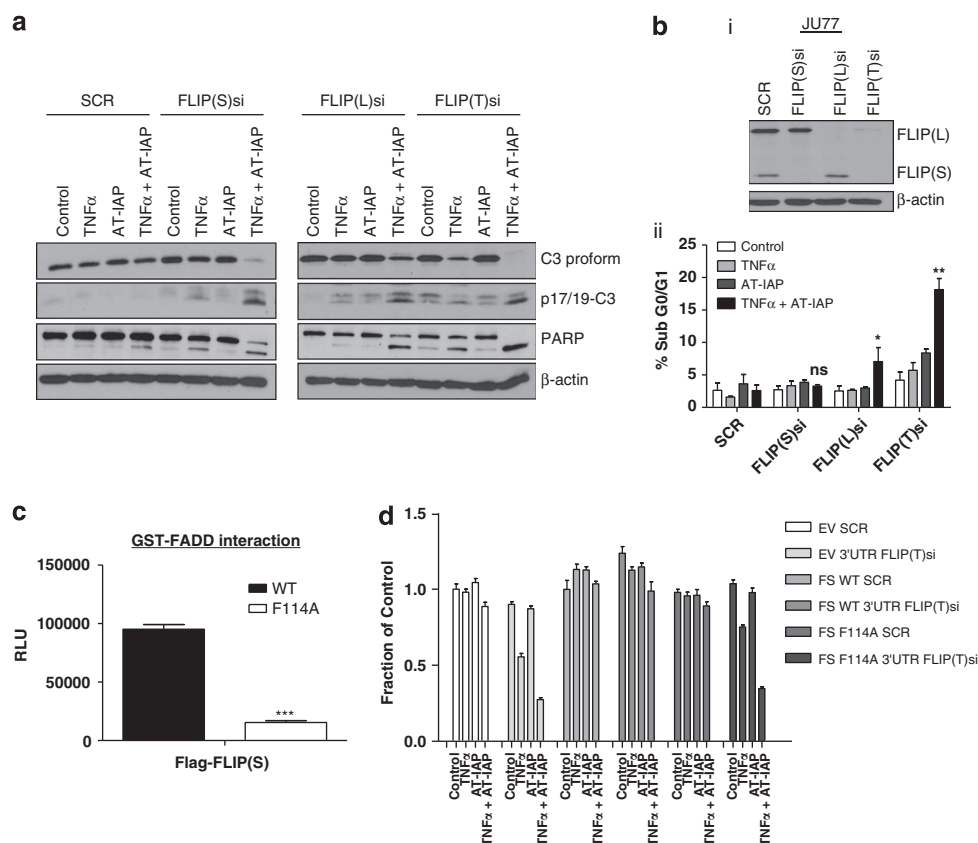 a
SCR
FLIP(S)si
FLIP(L)si
FLIP(T)si
Control
TNFα
AT-IAP
TNFα + AT-IAP
Control
TNFα
AT-IAP
TNFα + AT-IAP
Control
TNFα
AT-IAP
TNFα + AT-IAP
Control
TNFα
AT-IAP
TNFα + AT-IAP
C3 proform
p17/19-C3
PARP
β-actin
b
i
JU77
SCR
FLIP(S)si
FLIP(L)si
FLIP(T)si
FLIP(L)
FLIP(S)
β-actin
ii
25
20
15
10
5
0
% Sub G0/G1
Control
TNFα
AT-IAP
TNFα + AT-IAP
ns
*
**
SCR
FLIP(S)si
FLIP(L)si
FLIP(T)si
c
GST-FADD interaction
150000
100000
50000
0
RLU
WT
F114A
***
Flag-FLIP(S)
d
1.5
1.0
0.5
0.0
Fraction of Control
Control
TNFα
AT-IAP
TNFα + AT-IAP
Control
TNFα
AT-IAP
TNFα + AT-IAP
Control
TNFα
AT-IAP
TNFα + AT-IAP
Control
TNFα
AT-IAP
TNFα + AT-IAP
Control
TNFα
AT-IAP
TNFα + AT-IAP
Control
TNFα
AT-IAP
TNFα + AT-IAP
EV SCR
EV 3'UTR FLIP(T)si
FS WT SCR
FS WT 3'UTR FLIP(T)si
FS F114A SCR
FS F114A 3'UTR FLIP(T)si